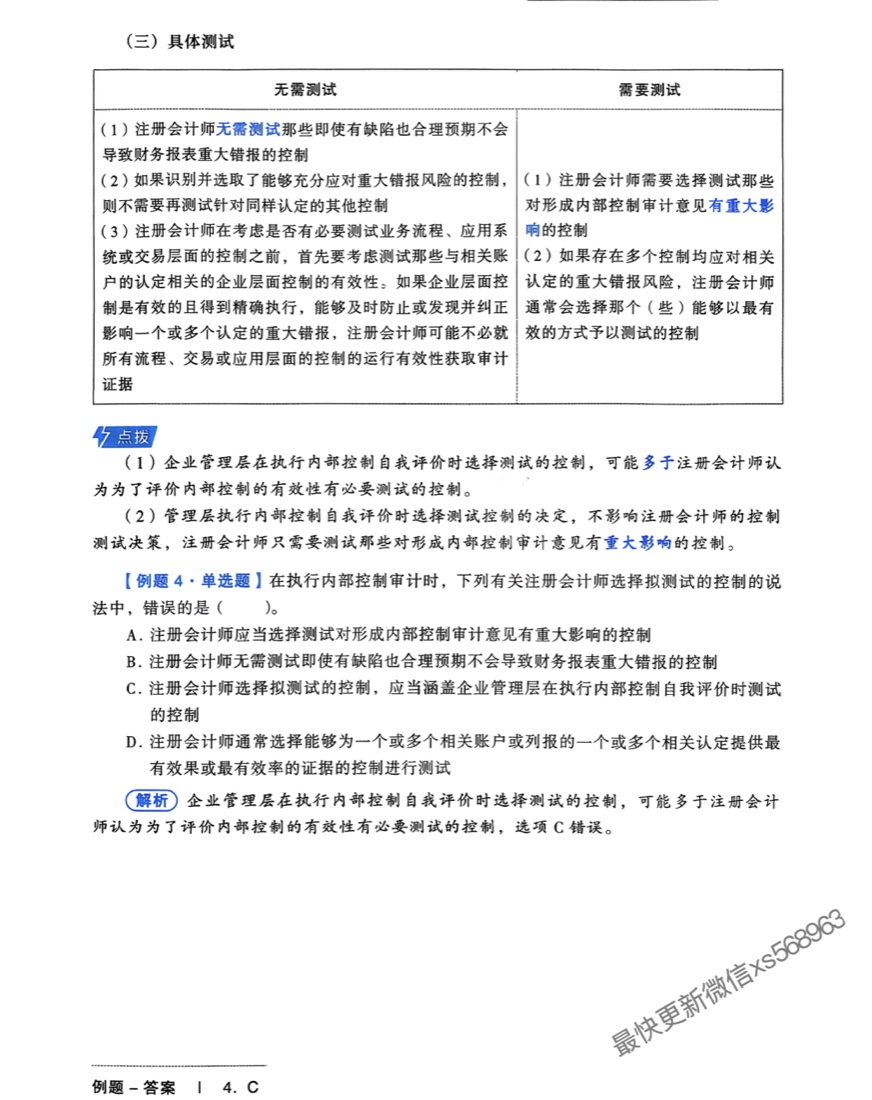 （三）具体测试
无需测试
需要测试
（1）注册会计师无需测试那些即使有缺陷也合理预期不会
导致财务报表重大错报的控制
（2）如果识别并选取了能够充分应对重大错报风险的控制，
则不需要再测试针对同样认定的其他控制
（3）注册会计师在考虑是否有必要测试业务流程、应用系
统或交易层面的控制之前，首先要考虑测试那些与相关账
户的认定相关的企业层面控制的有效性。如果企业层面控
制是有效的且得到精确执行，能够及时防止或发现并纠正
影响一个或多个认定的重大错报，注册会计师可能不必就
所有流程、交易或应用层面的控制的运行有效性获取审计
证据
（1）注册会计师需要选择测试那些
对形成内部控制审计意见有重大影
响的控制
（2）如果存在多个控制均应对相关
认定的重大错报风险，注册会计师
通常会选择那个（些）能够以最有
效的方式予以测试的控制
点拨
（1）企业管理层在执行内部控制自我评价时选择测试的控制，可能多于注册会计师认
为为了评价内部控制的有效性有必要测试的控制。
（2）管理层执行内部控制自我评价时选择测试控制的决定，不影响注册会计师的控制
测试决策，注册会计师只需要测试那些对形成内部控制审计意见有重大影响的控制。
【例题 4·单选题】在执行内部控制审计时，下列有关注册会计师选择拟测试的控制的说
法中，错误的是（　　）。
A. 注册会计师应当选择测试对形成内部控制审计意见有重大影响的控制
B. 注册会计师无需测试即使有缺陷也合理预期不会导致财务报表重大错报的控制
C. 注册会计师选择拟测试的控制，应当涵盖企业管理层在执行内部控制自我评价时测试
的控制
D. 注册会计师通常选择能够为一个或多个相关账户或列报的一个或多个相关认定提供最
有效果或最有效率的证据的控制进行测试
解析 企业管理层在执行内部控制自我评价时选择测试的控制，可能多于注册会计
师认为为了评价内部控制的有效性有必要测试的控制，选项 C 错误。
最快更新微信xs568963
例题 – 答案 | 4. C